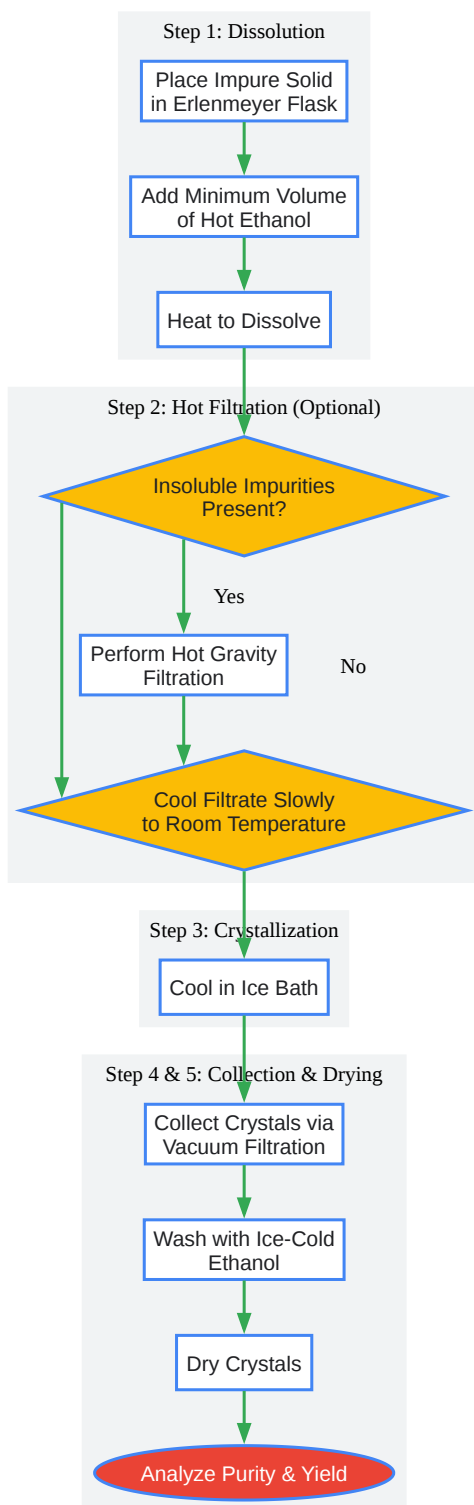 Step 1: Dissolution
Place Impure Solid
in Erlenmeyer Flask
Add Minimum Volume
of Hot Ethanol
Heat to Dissolve
Step 2: Hot Filtration (Optional)
Insoluble Impurities
Present?
Yes
Perform Hot Gravity
Filtration
No
Cool Filtrate Slowly
to Room Temperature
Step 3: Crystallization
Cool in Ice Bath
Step 4 & 5: Collection & Drying
Collect Crystals via
Vacuum Filtration
Wash with Ice-Cold
Ethanol
Dry Crystals
Analyze Purity & Yield